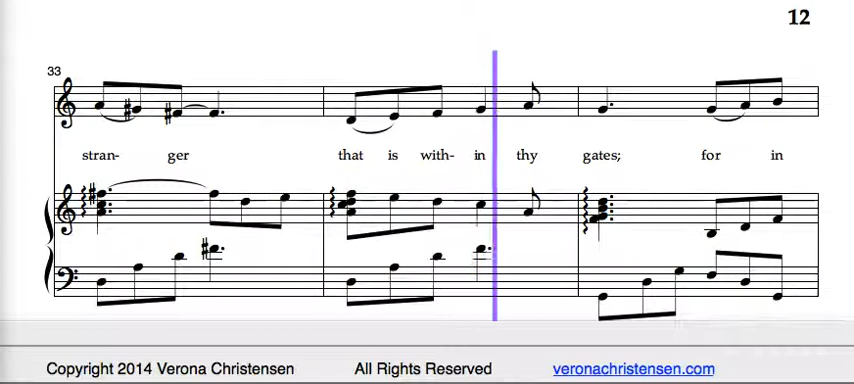 12
33
stran- ger that is with- in thy gates; for in
Copyright 2014 Verona Christensen All Rights Reserved veronachristensen.com